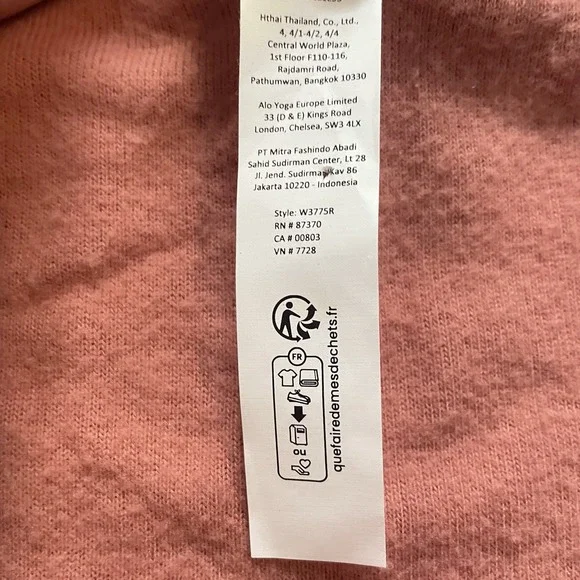 Hthai Thailand, Co., Ltd.,
4, 4/1-4/2, 4/4
Central World Plaza,
1st Floor F110-116,
Rajdamri Road,
Pathumwan, Bangkok 10330
Alo Yoga Europe Limited
33 (D & E) Kings Road
London, Chelsea, SW3 4LX
PT Mitra Fashindo Abadi
Sahid Sudirman Center, Lt 28
Jl. Jend. Sudirman Kav 86
Jakarta 10220 - Indonesia
Style: W3775R
RN # 87370
CA # 00803
VN # 7728
FR
OU
quefairedemesdechets.fr